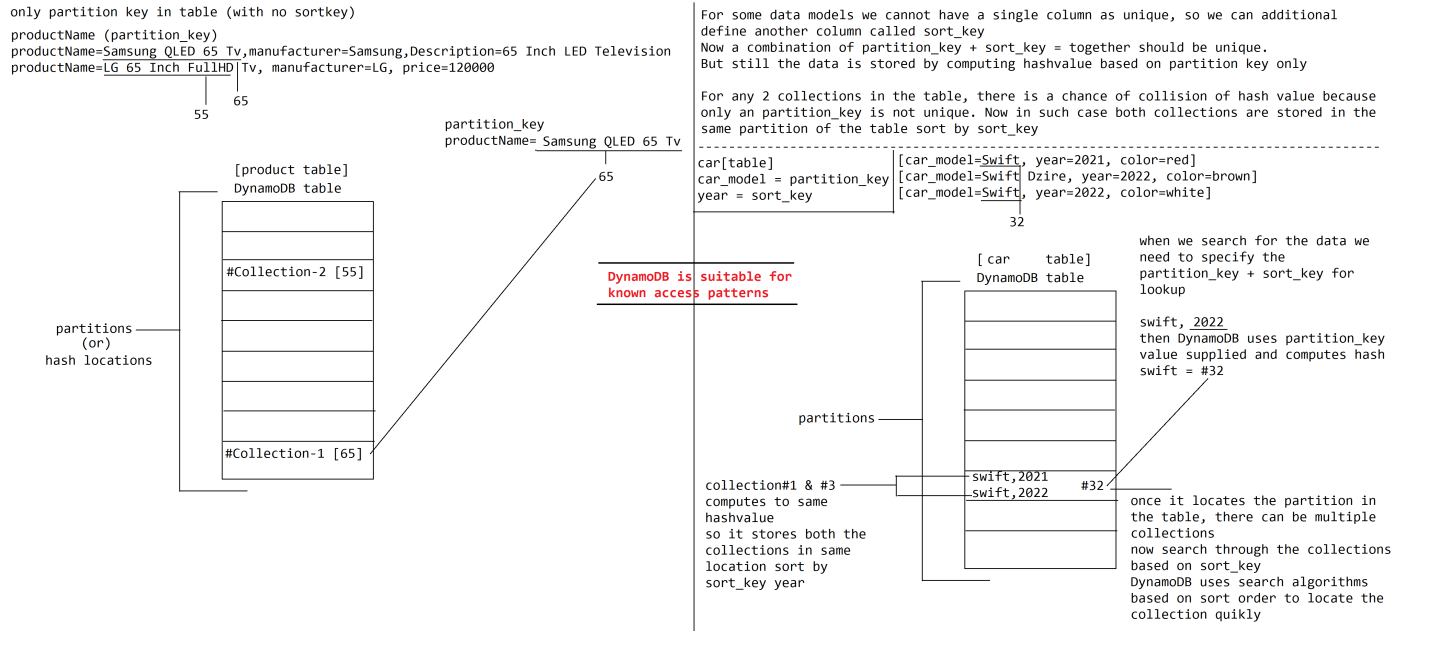 only partition key in table (with no sortkey)
productName (partition_key)
productName=Samsung QLED 65 Tv,manufacturer=Samsung,Description=65 Inch LED Television
productName=LG 65 Inch FullHD Tv, manufacturer=LG, price=120000
65
55
partition_key
productName= Samsung QLED 65 Tv
65
[product table]
DynamoDB table
#Collection-2 [55]
partitions
(or)
hash locations
#Collection-1 [65]
DynamoDB is suitable for
known access patterns
For some data models we cannot have a single column as unique, so we can additional
define another column called sort_key
Now a combination of partition_key + sort_key = together should be unique.
But still the data is stored by computing hashvalue based on partition key only
For any 2 collections in the table, there is a chance of collision of hash value because
only an partition_key is not unique. Now in such case both collections are stored in the
same partition of the table sort by sort_key
car[table]
car_model = partition_key
year = sort_key
[car_model=Swift, year=2021, color=red]
[car_model=Swift Dzire, year=2022, color=brown]
[car_model=Swift, year=2022, color=white]
32
[ car table]
DynamoDB table
when we search for the data we
need to specify the
partition_key + sort_key for
lookup
swift, 2022
then DynamoDB uses partition_key
value supplied and computes hash
swift = #32
partitions
swift,2021
swift,2022
#32
collection#1 & #3
computes to same
hashvalue
so it stores both the
collections in same
location sort by
sort_key year
once it locates the partition in
the table, there can be multiple
collections
now search through the collections
based on sort_key
DynamoDB uses search algorithms
based on sort order to locate the
collection quikly